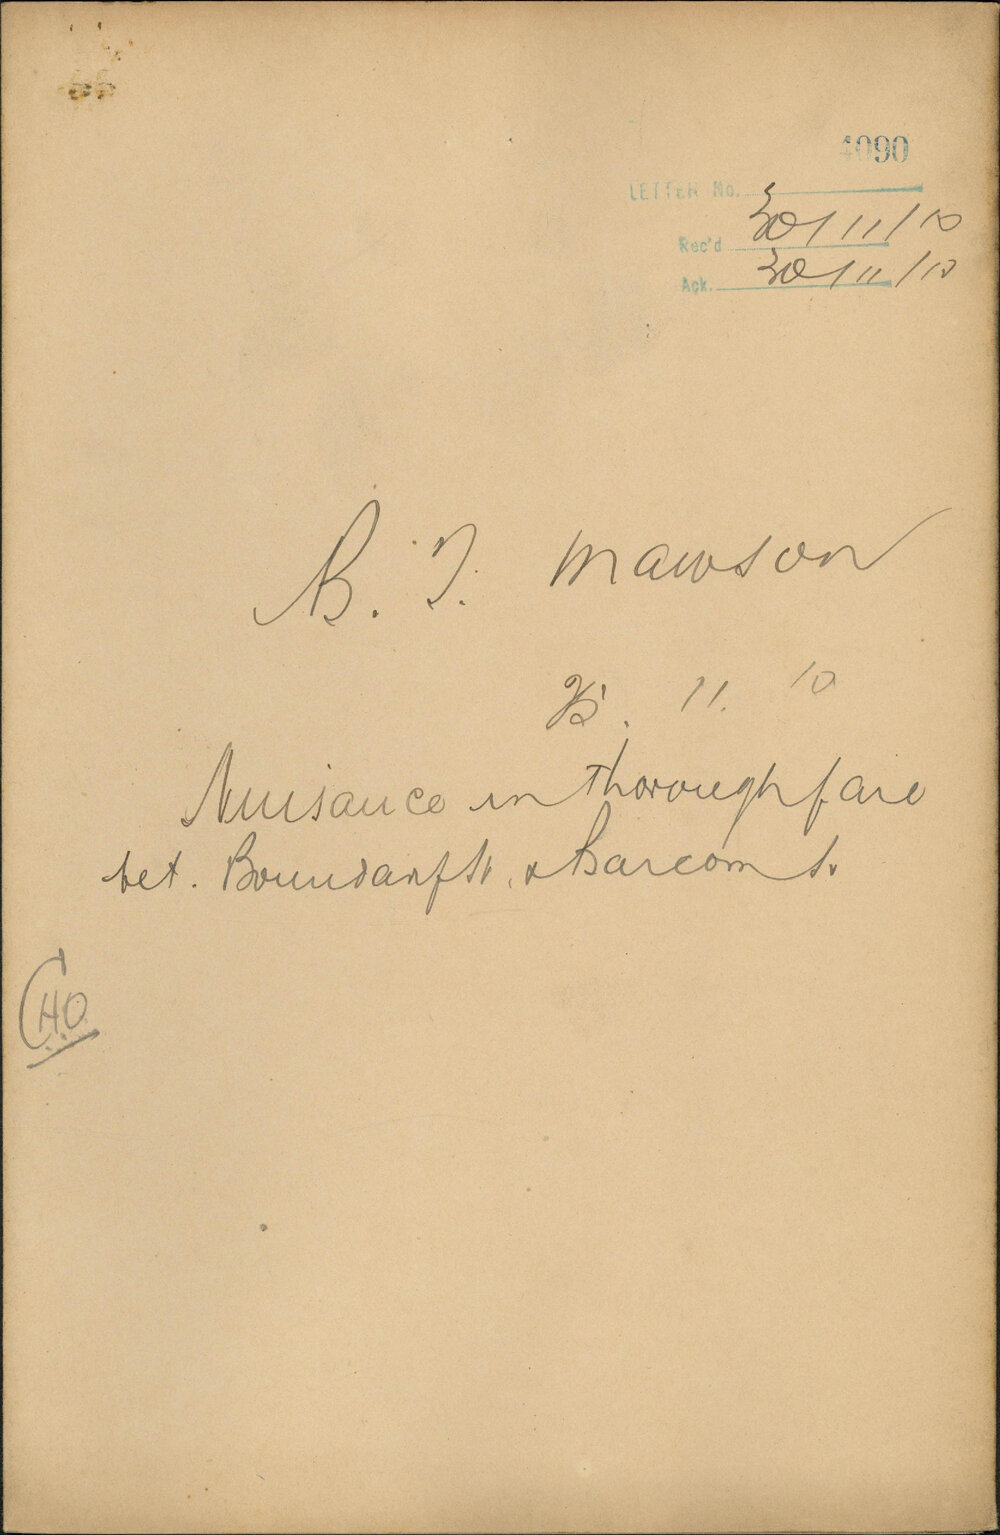 4090
LETTER No.
Rec'd 30/11/10
Ack. 30/11/10
B. J. Mawson
11. 10
Nuisance in thoroughfare
bet. Boundary St. & Barcom St.
CHO